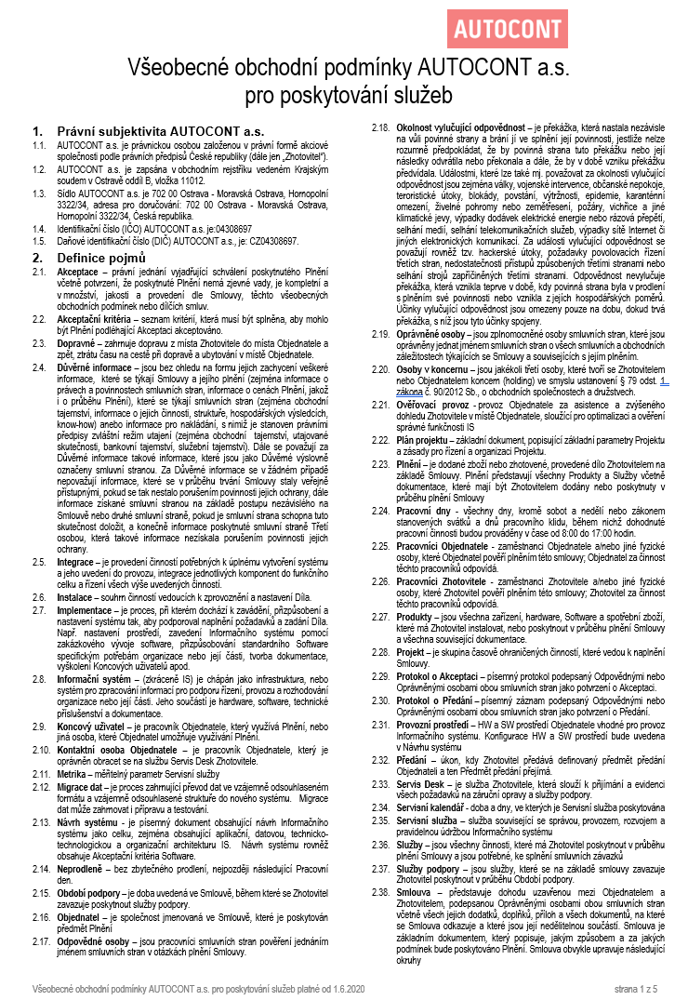 AUTOCONT
Všeobecné obchodní podmínky AUTOCONT a.s.
pro poskytování služeb
1. Právní subjektivita AUTOCONT a.s.
1.1. AUTOCONT a.s. je právnickou osobou založenou v právní formě akciové
společnosti podle právních předpisů České republiky (dále jen „Zhotovitel").
1.2. AUTOCONT a.s. je zapsána v obchodním rejstříku vedeném Krajským
soudem v Ostravě oddíl B, vložka 11012.
1.3. Sídlo AUTOCONT a.s. je 702 00 Ostrava - Moravská Ostrava, Hornopolní
3322/34, adresa pro doručování: 702 00 Ostrava - Moravská Ostrava,
Hornopolní 3322/34, Česká republika.
1.4. Identifikační číslo (IČO) AUTOCONT a.s. je:04308697
1.5. Daňové identifikační číslo (DIČ) AUTOCONT a.s., je: CZ04308697.
2. Definice pojmů
2.1. Akceptace – právní jednání vyjadřující schválení poskytnutého Plnění
včetně potvrzení, že poskytnuté Plnění nemá zjevné vady, je kompletní a
v množství, jakosti a provedení dle Smlouvy, těchto všeobecných
obchodních podmínek nebo dílčích smluv.
2.2. Akceptační kritéria – seznam kritérií, která musí být splněna, aby mohlo
být Plnění podléhající Akceptaci akceptováno.
2.3. Dopravné – zahrnuje dopravu z místa Zhotovitele do místa Objednatele a
zpět, ztrátu času na cestě při dopravě a ubytování v místě Objednatele.
2.4. Důvěrné informace – jsou bez ohledu na formu jejich zachycení veškeré
informace, které se týkají Smlouvy a jejího plnění (zejména informace o
právech a povinnostech smluvních stran, informace o cenách Plnění, jakož
i o průběhu Plnění), které se týkají smluvních stran (zejména obchodní
tajemství, informace o jejich činnosti, struktuře, hospodářských výsledcích,
know-how) anebo informace pro nakládání, s nimiž je stanoven právními
předpisy zvláštní režim utajení (zejména obchodní tajemství, utajované
skutečnosti, bankovní tajemství, služební tajemství). Dále se považují za
Důvěrné informace takové informace, které jsou jako Důvěrné výslovně
označeny smluvní stranou. Za Důvěrné informace se v žádném případě
nepovažují informace, které se v průběhu trvání Smlouvy staly veřejně
přístupnými, pokud se tak nestalo porušením povinnosti jejich ochrany, dále
informace získané smluvní stranou na základě postupu nezávislého na
Smlouvě nebo druhé smluvní straně, pokud je smluvní strana schopna tuto
skutečnost doložit, a konečně informace poskytnuté smluvní straně Třetí
osobou, která takové informace nezískala porušením povinnosti jejich
ochrany.
2.5. Integrace – je provedení činností potřebných k úplnému vytvoření systému
a jeho uvedení do provozu, integrace jednotlivých komponent do funkčního
celku a řízení všech výše uvedených činností.
2.6. Instalace – souhrn činností vedoucích k zprovoznění a nastavení Díla.
2.7. Implementace – je proces, při kterém dochází k zavádění, přizpůsobení a
nastavení systému tak, aby podporoval naplnění požadavků a zadání Díla.
Např. nastavení prostředí, zavedení Informačního systému pomocí
zakázkového vývoje software, přizpůsobování standardního Software
specifickým potřebám organizace nebo její části, tvorba dokumentace,
vyškolení Koncových uživatelů apod.
2.8. Informační systém – (zkráceně IS) je chápán jako infrastruktura, nebo
systém pro zpracování informací pro podporu řízení, provozu a rozhodování
organizace nebo její části. Jeho součástí je hardware, software, technické
příslušenství a dokumentace.
2.9. Koncový uživatel – je pracovník Objednatele, který využívá Plnění, nebo
jiná osoba, které Objednatel umožňuje využívání Plnění.
2.10. Kontaktní osoba Objednatele – je pracovník Objednatele, který je
oprávněn obracet se na službu Servis Desk Zhotovitele.
2.11. Metrika – měřitelný parametr Servisní služby
2.12. Migrace dat – je proces zahrnující převod dat ve vzájemně odsouhlaseném
formátu a vzájemně odsouhlasené struktuře do nového systému. Migrace
dat může zahrnovat i přípravu a testování.
2.13. Návrh systému - je písemný dokument obsahující návrh Informačního
systému jako celku, zejména obsahující aplikační, datovou, technicko-
technologickou a organizační architekturu IS. Návrh systému rovněž
obsahuje Akceptační kritéria Software.
2.14. Neprodleně – bez zbytečného prodlení, nejpozději následující Pracovní
den.
2.15. Období podpory – je doba uvedená ve Smlouvě, během které se Zhotovitel
zavazuje poskytnout služby podpory.
2.16. Objednatel – je společnost jmenovaná ve Smlouvě, které je poskytován
předmět Plnění
2.17. Odpovědné osoby – jsou pracovníci smluvních stran pověření jednáním
jménem smluvních stran v otázkách plnění Smlouvy.
2.18. Okolnost vylučující odpovědnost – je překážka, která nastala nezávisle
na vůli povinné strany a brání jí ve splnění její povinnosti, jestliže nelze
rozumně předpokládat, že by povinná strana tuto překážku nebo její
následky odvrátila nebo překonala a dále, že by v době vzniku překážku
předvídala. Událostmi, které lze také mj. považovat za okolnosti vylučující
odpovědnost jsou zejména války, vojenské intervence, občanské nepokoje,
teroristické útoky, blokády, povstání, výtržnosti, epidemie, karanténní
omezení, živelné pohromy nebo zemětřesení, požáry, vichřice a jiné
klimatické jevy, výpadky dodávek elektrické energie nebo rázová přepětí,
selhání medií, selhání telekomunikačních služeb, výpadky sítě Internet či
jiných elektronických komunikací. Za události vylučující odpovědnost se
považují rovněž tzv. hackerské útoky, požadavky povolovacích řízení
třetích stran, nedostatečnosti přístupů způsobených třetími stranami nebo
selhání strojů zapříčiněných třetími stranami. Odpovědnost nevylučuje
překážka, která vznikla teprve v době, kdy povinná strana byla v prodlení
s plněním své povinnosti nebo vznikla z jejích hospodářských poměrů.
Účinky vylučující odpovědnost jsou omezeny pouze na dobu, dokud trvá
překážka, s níž jsou tyto účinky spojeny.
2.19. Oprávněné osoby – jsou zplnomocněné osoby smluvních stran, které jsou
oprávněny jednat jménem smluvních stran o všech smluvních a obchodních
záležitostech týkajících se Smlouvy a souvisejících s jejím plněním.
2.20. Osoby v koncernu – jsou jakékoli třetí osoby, které tvoří se Zhotovitelem
nebo Objednatelem koncern (holding) ve smyslu ustanovení § 79 odst. 1
zákona č. 90/2012 Sb., o obchodních společnostech a družstvech.
2.21. Ověřovací provoz - provoz Objednatele za asistence a zvýšeného
dohledu Zhotovitele v místě Objednatele, sloužící pro optimalizaci a ověření
správné funkčnosti IS
2.22. Plán projektu – základní dokument, popisující základní parametry Projektu
a zásady pro řízení a organizaci Projektu.
2.23. Plnění – je dodané zboží nebo zhotovené, provedené dílo Zhotovitelem na
základě Smlouvy. Plnění představují všechny Produkty a Služby včetně
dokumentace, které mají být Zhotovitelem dodány nebo poskytnuty v
průběhu plnění Smlouvy
2.24. Pracovní dny - všechny dny, kromě sobot a nedělí nebo zákonem
stanovených svátků a dnů pracovního klidu, během nichž dohodnuté
pracovní činnosti budou prováděny v čase od 8:00 do 17:00 hodin.
2.25. Pracovníci Objednatele - zaměstnanci Objednatele a/nebo jiné fyzické
osoby, které Objednatel pověří plněním této smlouvy; Objednatel za činnost
těchto pracovníků odpovídá.
2.26. Pracovníci Zhotovitele - zaměstnanci Zhotovitele a/nebo jiné fyzické
osoby, které Zhotovitel pověří plněním této smlouvy; Zhotovitel za činnost
těchto pracovníků odpovídá.
2.27. Produkty – jsou všechna zařízení, hardware, Software a spotřební zboží,
které má Zhotovitel instalovat, nebo poskytnout v průběhu plnění Smlouvy
a všechna související dokumentace.
2.28. Projekt – je skupina časově ohraničených činností, které vedou k naplnění
Smlouvy.
2.29. Protokol o Akceptaci – písemný protokol podepsaný Odpovědnými nebo
Oprávněnými osobami obou smluvních stran jako potvrzení o Akceptaci.
2.30. Protokol o Předání – písemný záznam podepsaný Odpovědnými nebo
Oprávněnými osobami obou smluvních stran jako potvrzení o Předání.
2.31. Provozní prostředí – HW a SW prostředí Objednatele vhodné pro provoz
Informačního systému. Konfigurace HW a SW prostředí bude uvedena
v Návrhu systému
2.32. Předání – úkon, kdy Zhotovitel předává definovaný předmět předání
Objednateli a ten Předmět předání přejímá.
2.33. Servis Desk – je služba Zhotovitele, která slouží k přijímání a evidenci
všech požadavků na záruční opravy a služby podpory.
2.34. Servisní kalendář - doba a dny, ve kterých je Servisní služba poskytována
2.35. Servisní služba – služba související se správou, provozem, rozvojem a
pravidelnou údržbou Informačního systému
2.36. Služby – jsou všechny činnosti, které má Zhotovitel poskytnout v průběhu
plnění Smlouvy a jsou potřebné, ke splnění smluvních závazků
2.37. Služby podpory – jsou služby, které se na základě smlouvy zavazuje
Zhotovitel poskytnout v průběhu Období podpory.
2.38. Smlouva – představuje dohodu uzavřenou mezi Objednatelem a
Zhotovitelem, podepsanou Oprávněnými osobami obou smluvních stran
včetně všech jejich dodatků, doplňků, příloh a všech dokumentů, na které
se Smlouva odkazuje a které jsou její nedělitelnou součástí. Smlouva je
základním dokumentem, který popisuje, jakým způsobem a za jakých
podmínek bude poskytováno Plnění. Smlouva obvykle upravuje následující
okruhy
Všeobecné obchodní podmínky AUTOCONT a.s. pro poskytování služeb platné od 1.6.2020
strana 1 z 5